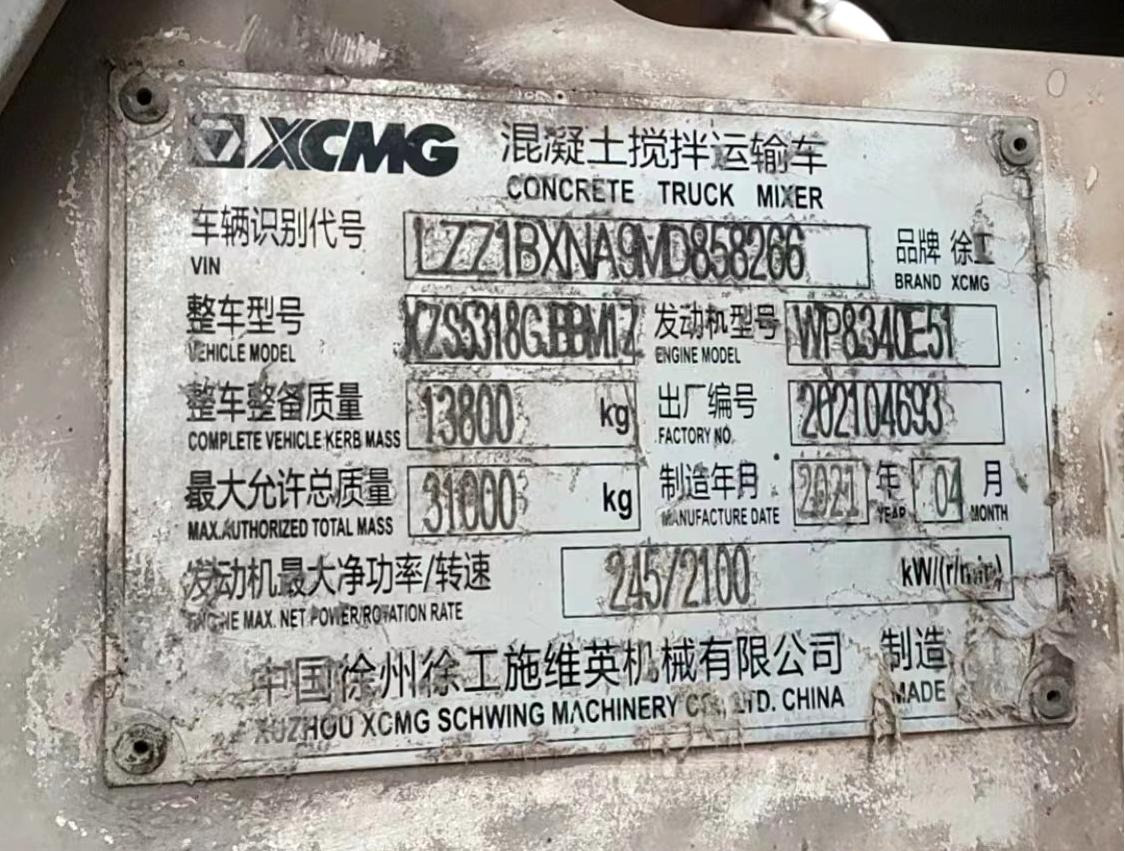 XCMG 混凝土搅拌运输车
CONCRETE TRUCK MIXER
车辆识别代号 LZZ1BXNA9MD858266 品牌 徐工
VIN BRAND XCMG
整车型号 XZS5318GJBBM1Z 发动机型号 WP8.340E51
VEHICLE MODEL ENGINE MODEL
整车整备质量 13800 kg 出厂编号 202104693
COMPLETE VEHICLE KERB MASS FACTORY NO.
最大允许总质量 31000 kg 制造年月 2021 年 04 月
MAX.AUTHORIZED TOTAL MASS MANUFACTURE DATE YEAR MONTH
发动机最大净功率/转速 245/2100 kW/(r/min)
ENGINE MAX. NET POWER/ROTATION RATE
中国徐州徐工施维英机械有限公司 制造
XUZHOU XCMG SCHWING MACHINERY CO., LTD. CHINA MADE